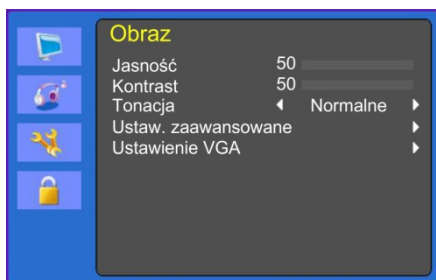 Obraz
Jasność 50
Kontrast 50
Tonacja Normalne
Ustaw. zaawansowane
Ustawienie VGA